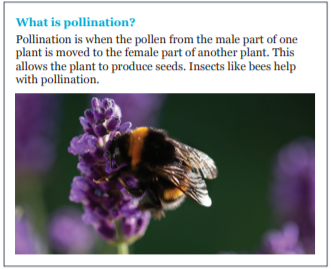 What is pollination?
Pollination is when the pollen from the male part of one
plant is moved to the female part of another plant. This
allows the plant to produce seeds. Insects like bees help
with pollination.